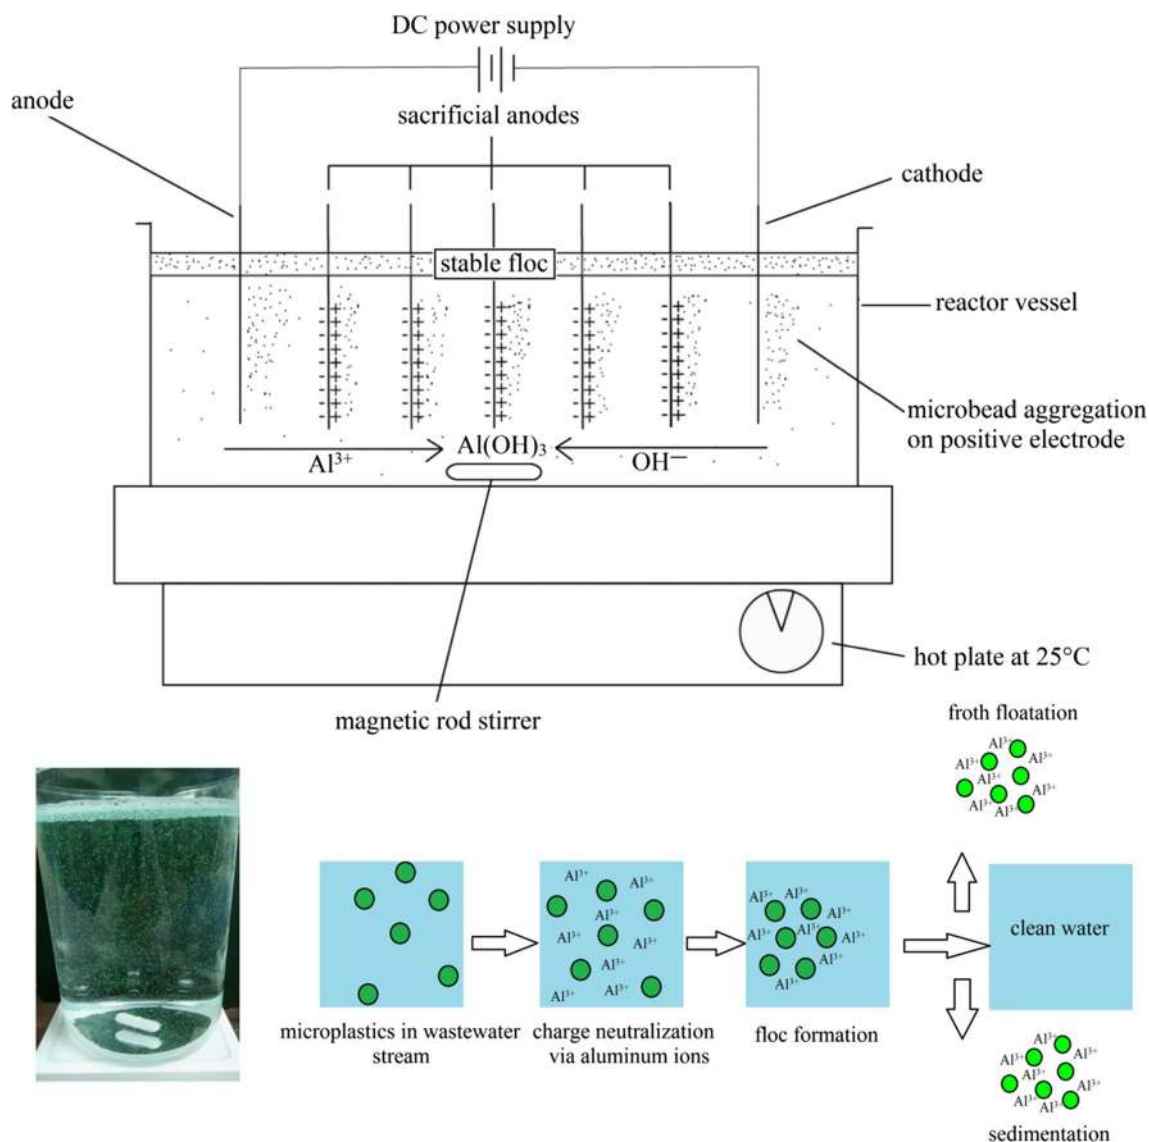 DC power supply
anode
sacrificial anodes
cathode
stable floc
reactor vessel
microbead aggregation
on positive electrode
Al³⁺
Al(OH)₃
OH—
hot plate at 25°C
magnetic rod stirrer
froth floatation
Al³⁺
Al³⁺ Al³⁺
Al³⁺
Al³⁺ Al³⁺ Al³⁺
Al³⁺ Al³⁺
Al³⁺
Al³⁺ Al³⁺
Al³⁺ Al³⁺
Al³⁺ Al³⁺
Al³⁺ Al³⁺
Al³⁺ Al³⁺
Al³⁺ Al³⁺ Al³⁺
Al³⁺ Al³⁺
Al³⁺
clean water
microplastics in wastewater
stream
charge neutralization
via aluminum ions
floc formation
Al³⁺
Al³⁺ Al³⁺
Al³⁺
Al³⁺ Al³⁺ Al³⁺
sedimentation